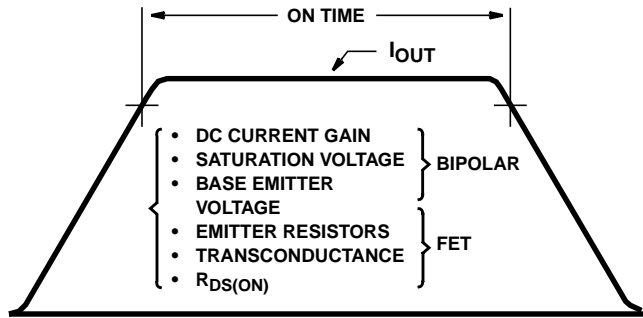 ON TIME
IOUT
• DC CURRENT GAIN
• SATURATION VOLTAGE
• BASE EMITTER
VOLTAGE
• EMITTER RESISTORS
• TRANSCONDUCTANCE
• RDS(ON)
BIPOLAR
FET